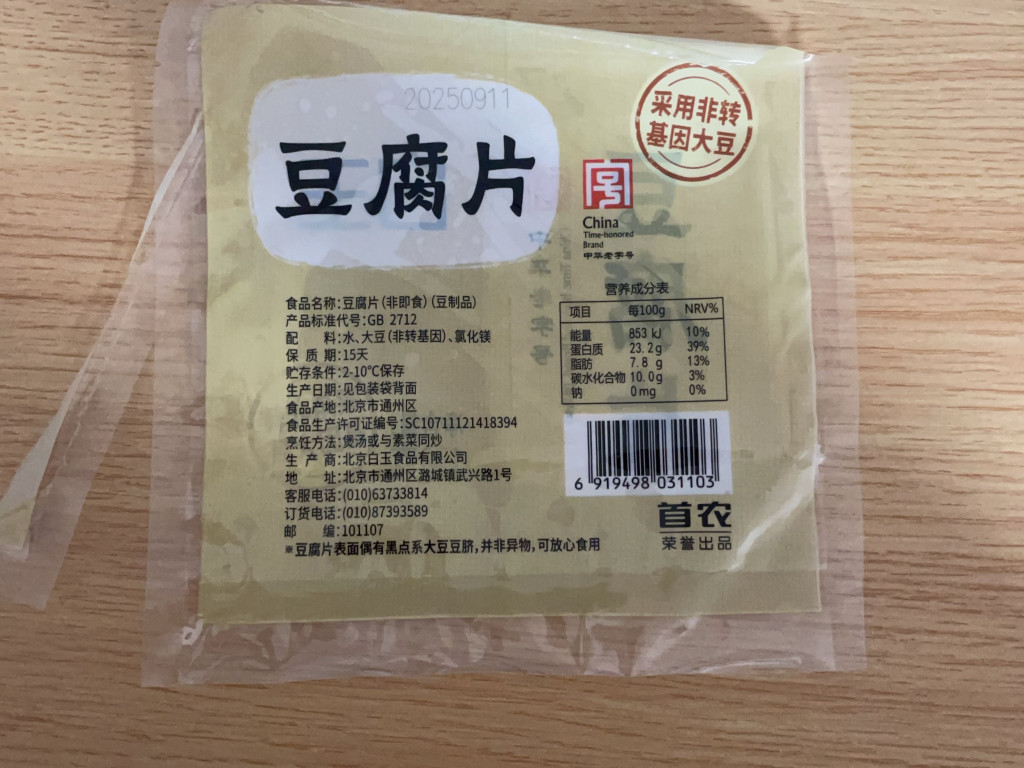 20250911
豆腐片
采用非转
基因大豆
China
Time-honored
Brand
中华老字号
食品名称:豆腐片(非即食)(豆制品)
产品标准代号:GB 2712
配 料:水、大豆(非转基因)、氯化镁
保 质 期:15天
贮存条件:2-10℃保存
生产日期:见包装袋背面
食品产地:北京市通州区
食品生产许可证编号:SC10711121418394
烹饪方法:煲汤或与素菜同炒
生 产 商:北京白玉食品有限公司
地 址:北京市通州区潞城镇武兴路1号
客服电话:(010)63733814
订货电话:(010)87393589
邮 编:101107
※豆腐片表面偶有黑点系大豆豆脐,并非异物,可放心食用
营养成分表
项目 每100g NRV%
能量 853 kJ 10%
蛋白质 23.2g 39%
脂肪 7.8 g 13%
碳水化合物 10.0g 3%
钠 0mg 0%
6 919498 031103
首农
荣誉出品